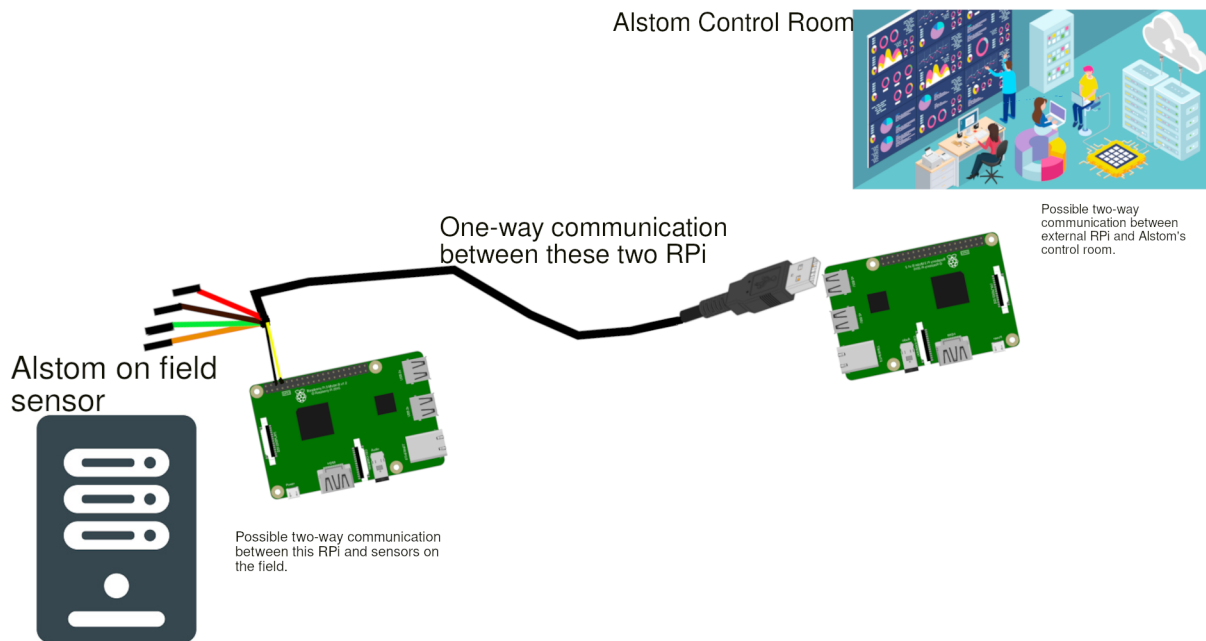 Alstom Control Room
Possible two-way
communication between
external RPi and Alstom's
control room.
One-way communication
between these two RPi
Alstom on field
sensor
Possible two-way communication
between this RPi and sensors on
the field.